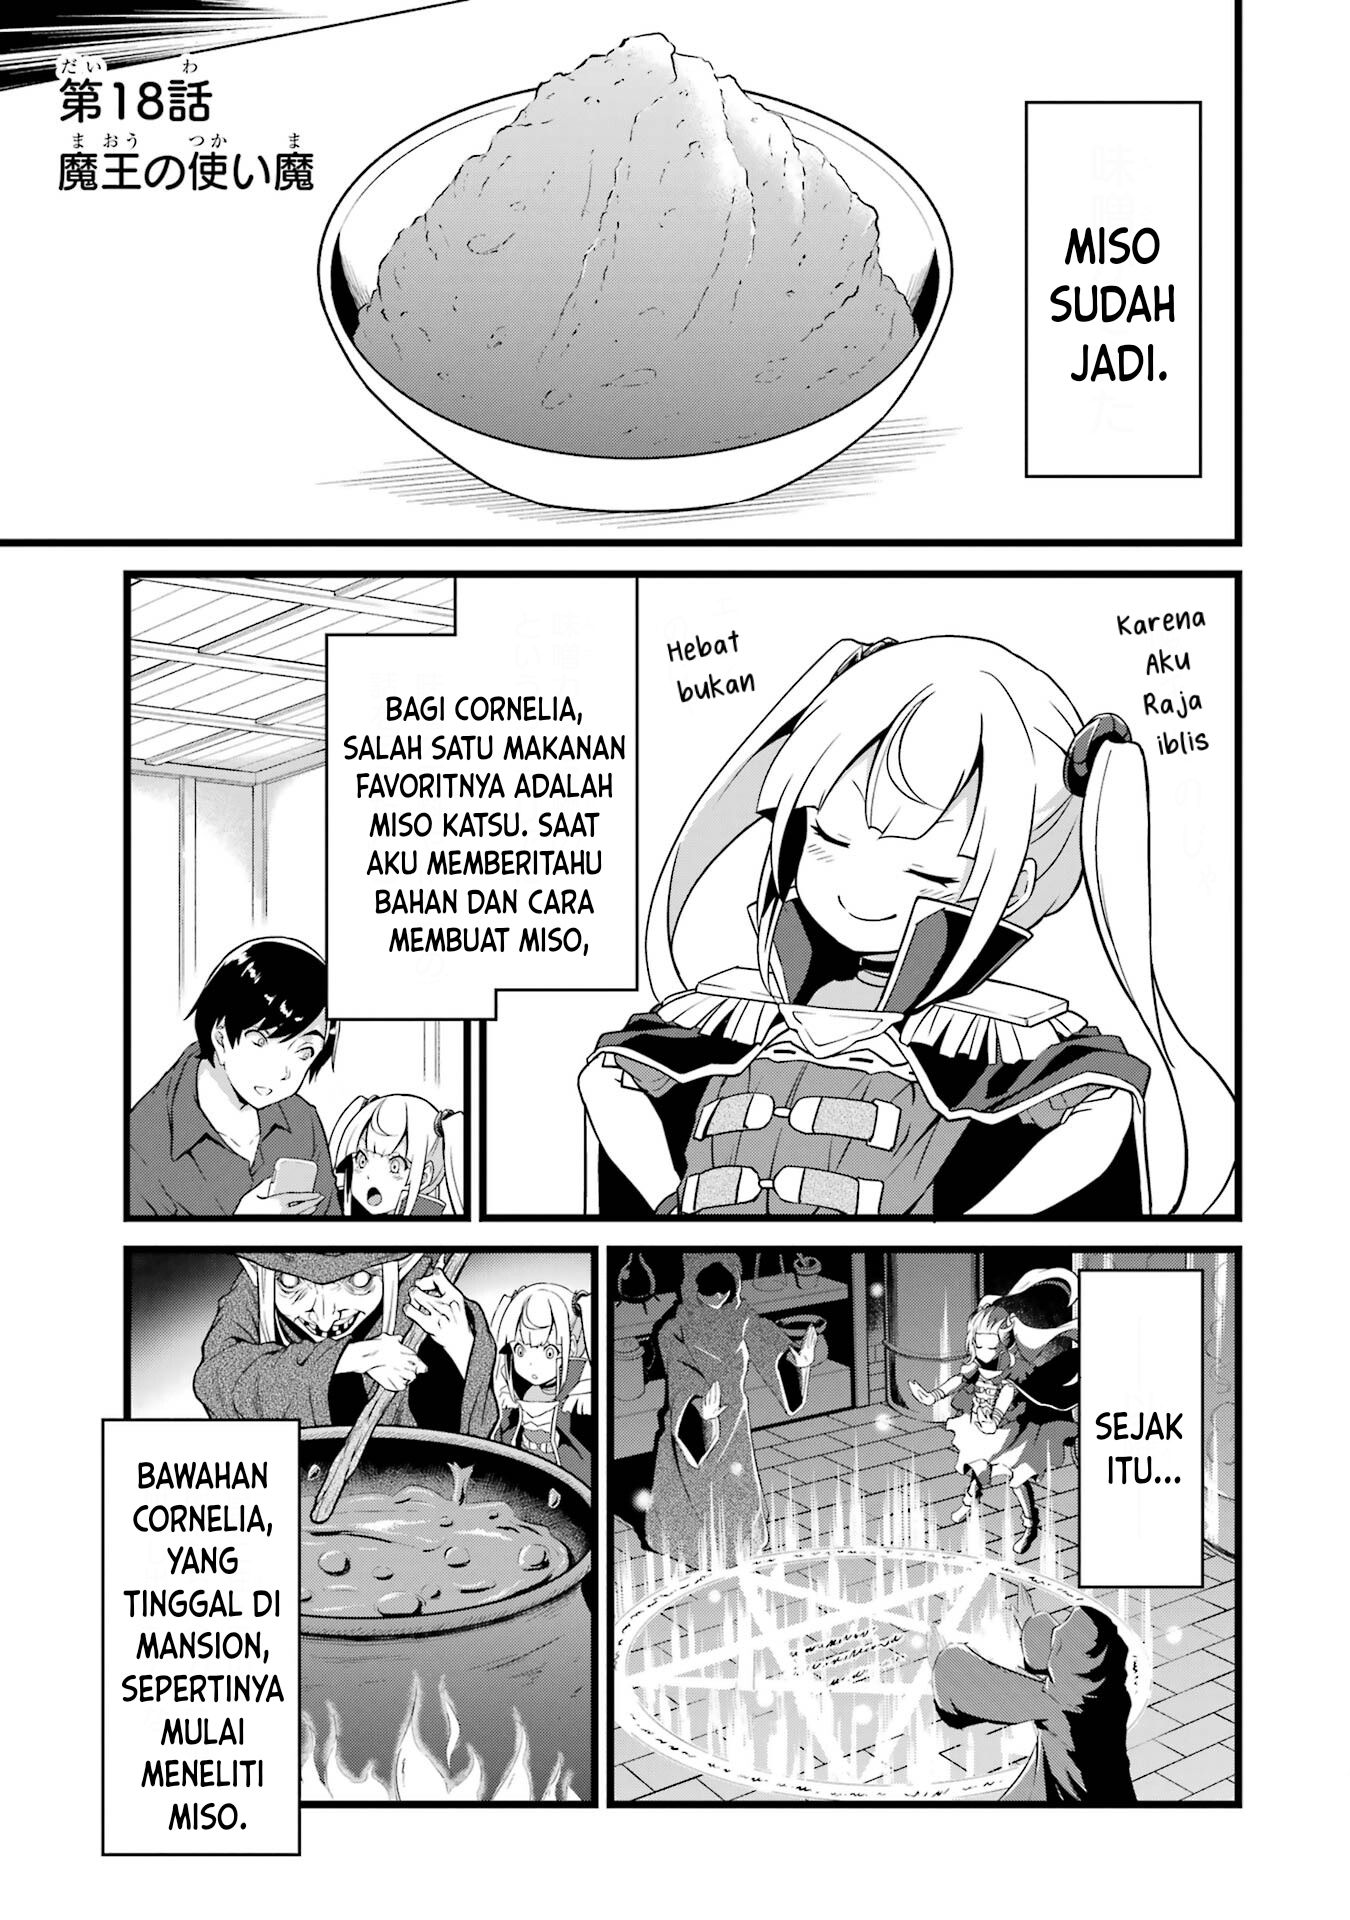 第18話
魔王の使い魔
MISO
SUDAH
JADI.
Karena
Aku
Raja
iblis
Hebat
bukan
BAGI CORNELIA,
SALAH SATU MAKANAN
FAVORITNYA ADALAH
MISO KATSU. SAAT
AKU MEMBERITAHU
BAHAN DAN CARA
MEMBUAT MISO,
SEJAK
ITU...
BAWAHAN
CORNELIA,
YANG
TINGGAL DI
MANSION,
SEPERTINYA
MULAI
MENELITI
MISO.